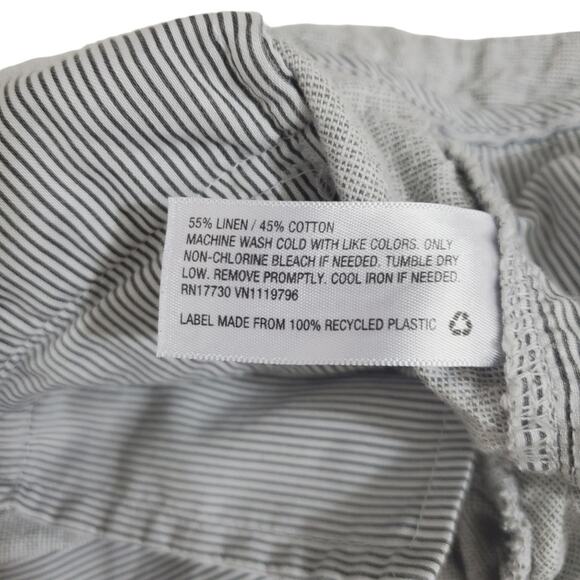 55% LINEN / 45% COTTON
MACHINE WASH COLD WITH LIKE COLORS. ONLY
NON-CHLORINE BLEACH IF NEEDED. TUMBLE DRY
LOW. REMOVE PROMPTLY. COOL IRON IF NEEDED.
RN17730 VN1119796
LABEL MADE FROM 100% RECYCLED PLASTIC